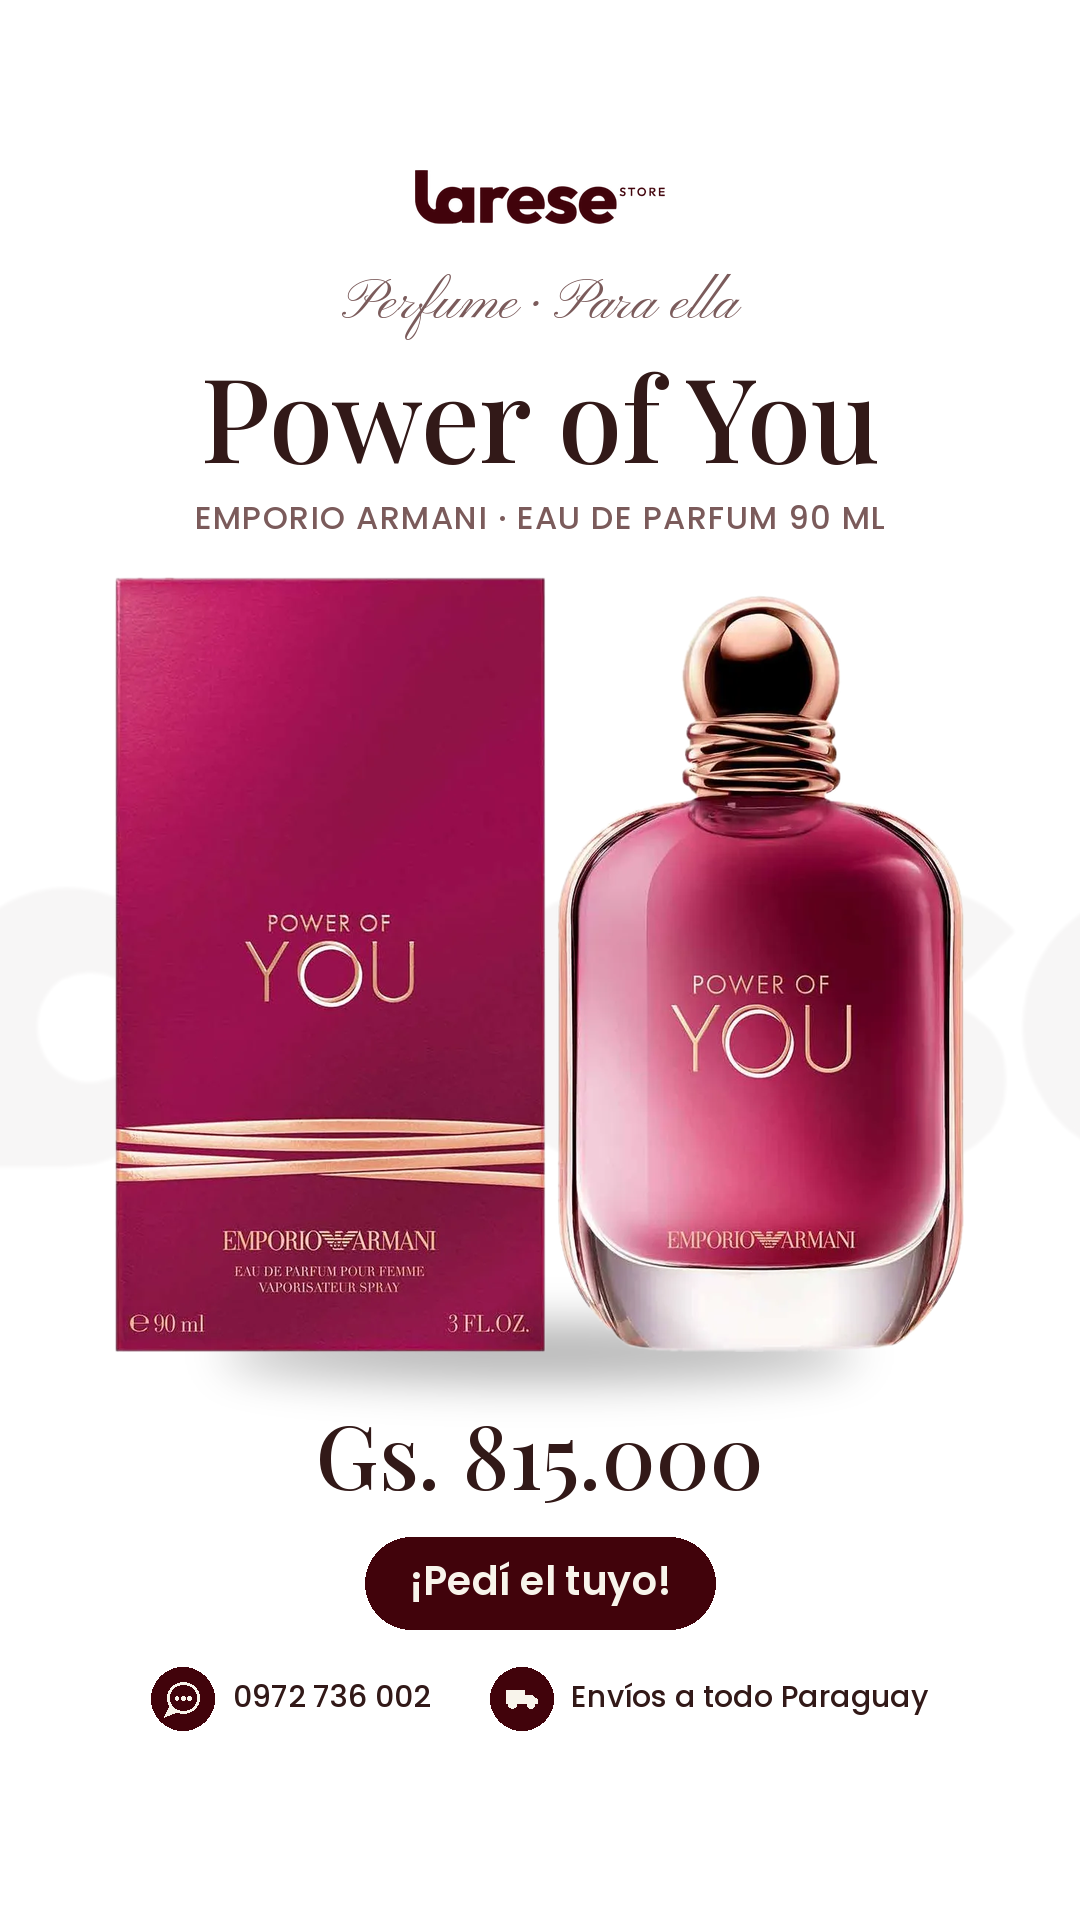 larese STORE
Perfume · Para ella
Power of You
EMPORIO ARMANI · EAU DE PARFUM 90 ML
POWER OF
YOU
EMPORIO ARMANI
EAU DE PARFUM POUR FEMME
VAPORISATEUR SPRAY
e 90 ml 3 FL.OZ.
POWER OF
YOU
EMPORIO ARMANI
Gs. 815.000
¡Pedí el tuyo!
0972 736 002 Envíos a todo Paraguay